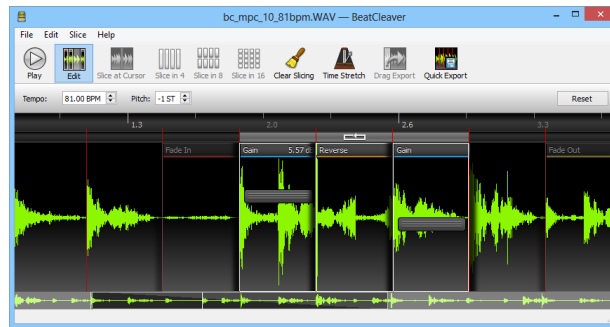 bc_mpc_10_81bpm.WAV — BeatCleaver
File Edit Slice Help
Play Edit Slice at Cursor Slice in 4 Slice in 8 Slice in 16 Clear Slicing Time Stretch Drag Export Quick Export
Tempo: 81.00 BPM Pitch: -1 ST Reset
1.3 2.0 2.6 3.3
Fade In Gain 5.57 d Reverse Gain Fade Out